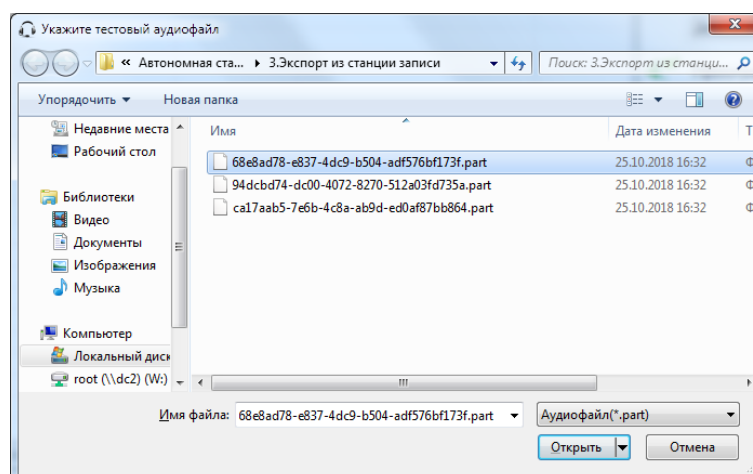 Укажите тестовый аудиофайл
« Автономная ста... ▸ 3.Экспорт из станции записи
Поиск: 3.Экспорт из станци...
Упорядочить ▾ Новая папка
Недавние места
Рабочий стол
Библиотеки
Видео
Документы
Изображения
Музыка
Компьютер
Локальный диск
root (\\dc2) (W:)
Имя Дата изменения Т
68e8ad78-e837-4dc9-b504-adf576bf173f.part 25.10.2018 16:32 Ф
94dcbd74-dc00-4072-8270-512a03fd735a.part 25.10.2018 16:32 Ф
ca17aab5-7e6b-4c8a-ab9d-ed0af87bb864.part 25.10.2018 16:32 Ф
Имя файла: 68e8ad78-e837-4dc9-b504-adf576bf173f.part
Аудиофайл(*.part)
Открыть Отмена